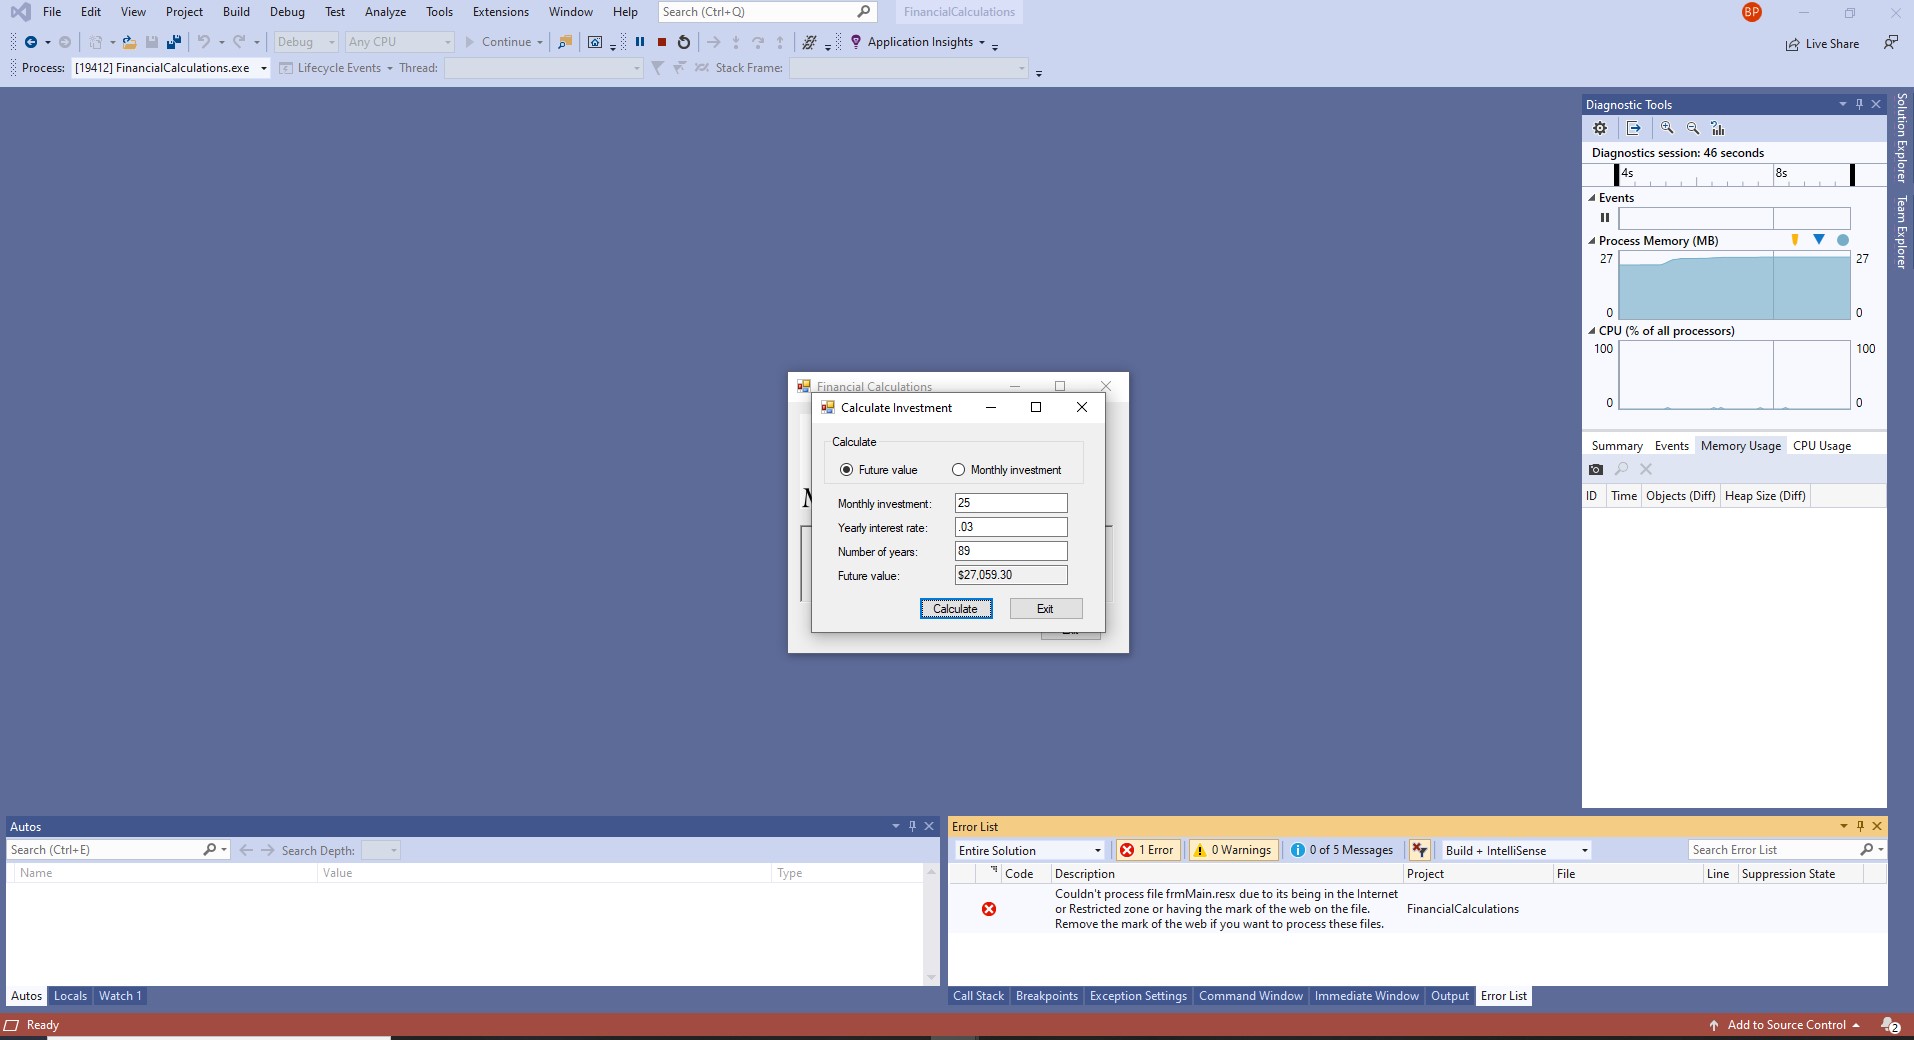 File Edit View Project Build Debug Test Analyze Tools Extensions Window Help Search (Ctrl+Q) FinancialCalculations BP
Debug Any CPU Continue Application Insights Live Share
Process: [19412] FinancialCalculations.exe Lifecycle Events Thread: Stack Frame:
Diagnostic Tools
Diagnostics session: 46 seconds
4s 8s
Events
Process Memory (MB)
27 27
0 0
CPU (% of all processors)
100 100
0 0
Summary Events Memory Usage CPU Usage
ID Time Objects (Diff) Heap Size (Diff)
Solution Explorer
Team Explorer
Financial Calculations
Calculate Investment
Calculate
Future value Monthly investment
Monthly investment: 25
Yearly interest rate: .03
Number of years: 89
Future value: $27,059.30
Calculate Exit
Autos
Search (Ctrl+E) Search Depth:
Name Value Type
Autos Locals Watch 1
Error List
Entire Solution 1 Error 0 Warnings 0 of 5 Messages Build + IntelliSense Search Error List
Code Description Project File Line Suppression State
Couldn't process file frmMain.resx due to its being in the Internet
or Restricted zone or having the mark of the web on the file.
Remove the mark of the web if you want to process these files.
FinancialCalculations
Call Stack Breakpoints Exception Settings Command Window Immediate Window Output Error List
Ready Add to Source Control 2